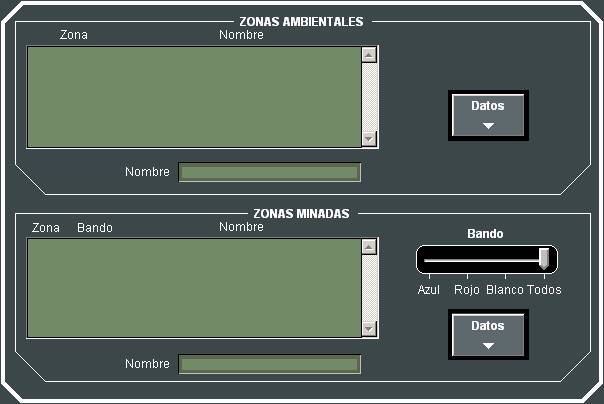 ZONAS AMBIENTALES
Zona Nombre
Datos
Nombre
ZONAS MINADAS
Zona Bando Nombre
Bando
Azul Rojo Blanco Todos
Datos
Nombre